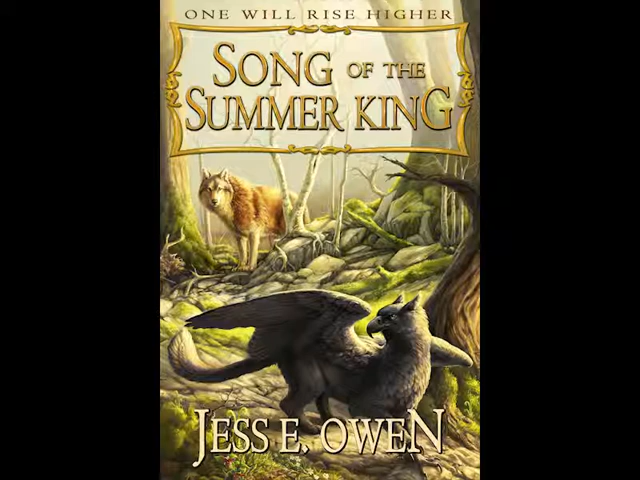 ONE WILL RISE HIGHER
SONG OF THE
SUMMER KING
JESS E. OWEN